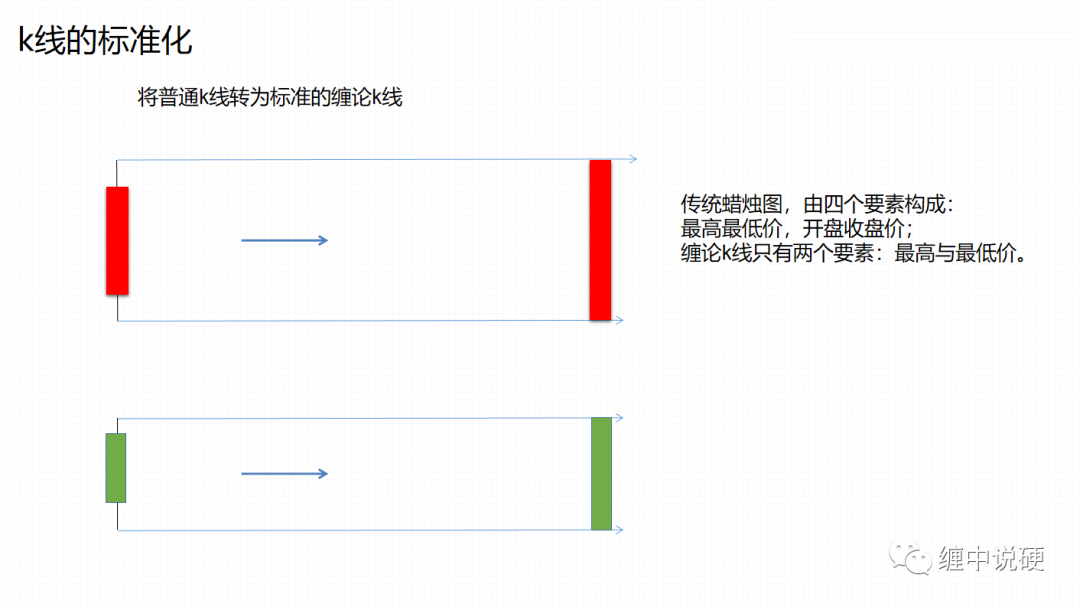 k线的标准化
将普通k线转为标准的缠论k线
传统蜡烛图，由四个要素构成：
最高最低价，开盘收盘价；
缠论k线只有两个要素：最高与最低价。
缠中说硬